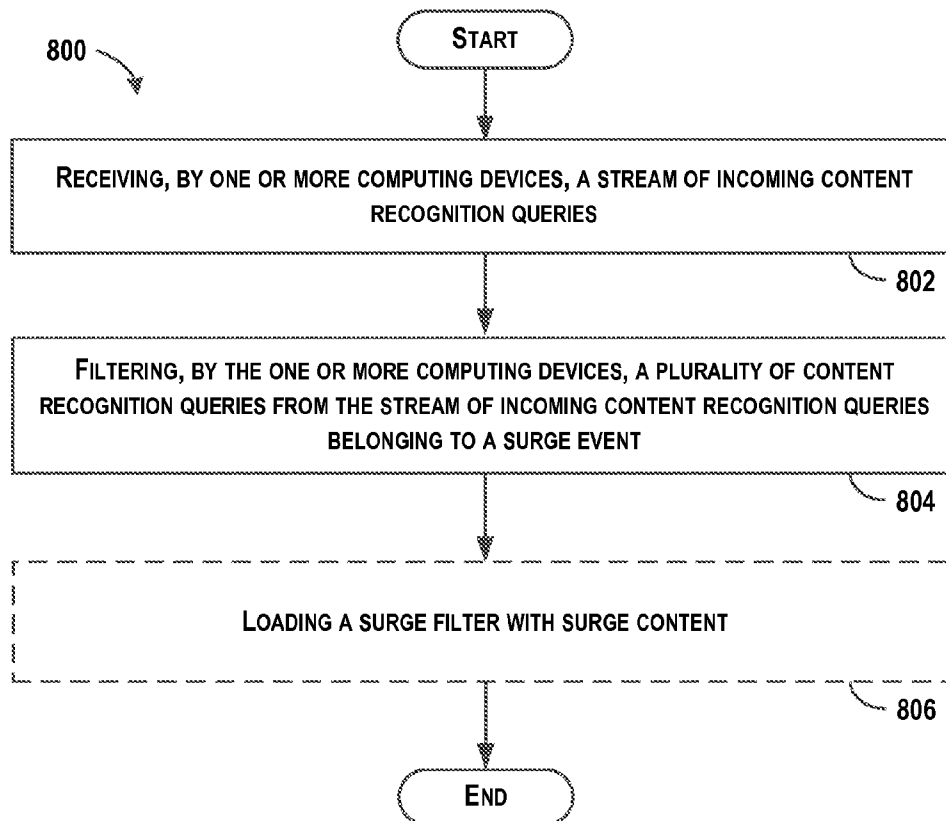 800
START
RECEIVING, BY ONE OR MORE COMPUTING DEVICES, A STREAM OF INCOMING CONTENT
RECOGNITION QUERIES
802
FILTERING, BY THE ONE OR MORE COMPUTING DEVICES, A PLURALITY OF CONTENT
RECOGNITION QUERIES FROM THE STREAM OF INCOMING CONTENT RECOGNITION QUERIES
BELONGING TO A SURGE EVENT
804
LOADING A SURGE FILTER WITH SURGE CONTENT
806
END